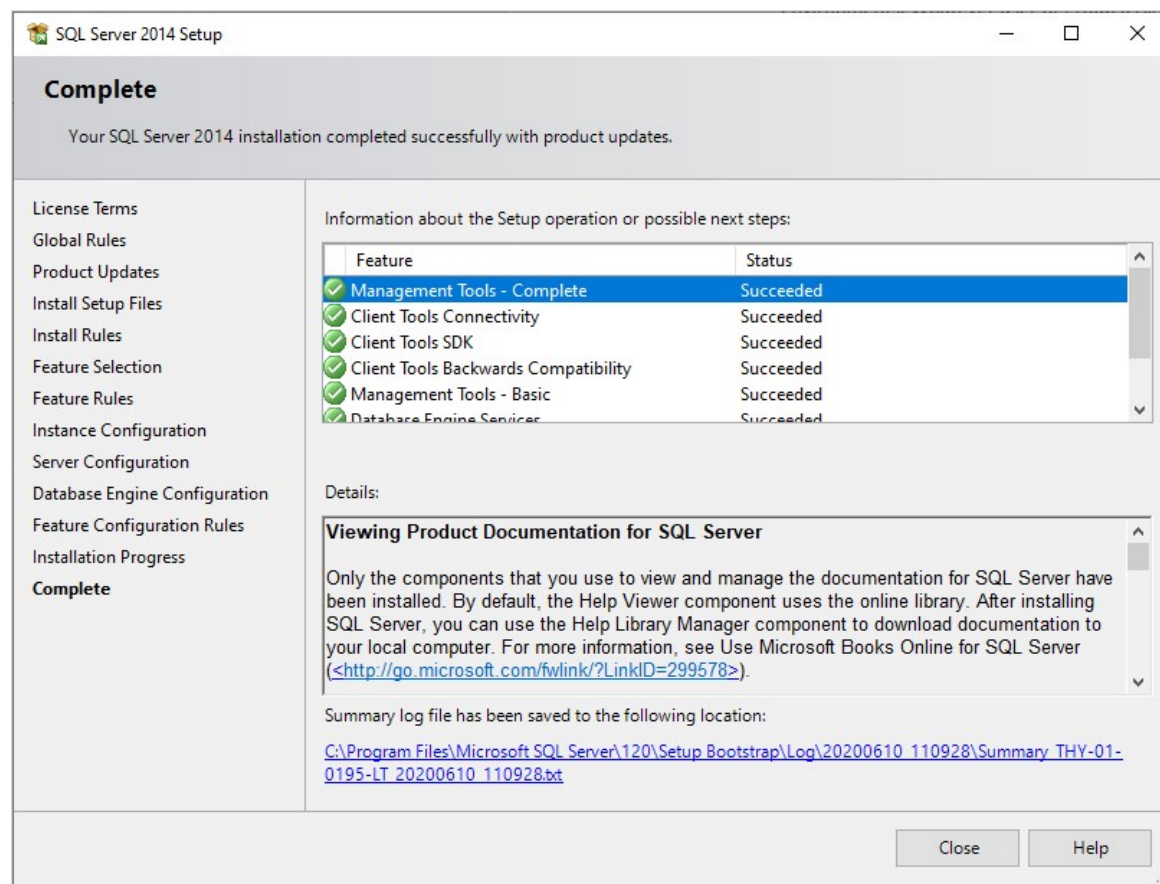 SQL Server 2014 Setup
Complete
Your SQL Server 2014 installation completed successfully with product updates.
License Terms
Global Rules
Product Updates
Install Setup Files
Install Rules
Feature Selection
Feature Rules
Instance Configuration
Server Configuration
Database Engine Configuration
Feature Configuration Rules
Installation Progress
Complete
Information about the Setup operation or possible next steps:
Feature Status
Management Tools - Complete Succeeded
Client Tools Connectivity Succeeded
Client Tools SDK Succeeded
Client Tools Backwards Compatibility Succeeded
Management Tools - Basic Succeeded
Database Engine Services Succeeded
Details:
Viewing Product Documentation for SQL Server
Only the components that you use to view and manage the documentation for SQL Server have
been installed. By default, the Help Viewer component uses the online library. After installing
SQL Server, you can use the Help Library Manager component to download documentation to
your local computer. For more information, see Use Microsoft Books Online for SQL Server
(<http://go.microsoft.com/fwlink/?LinkID=299578>).
Summary log file has been saved to the following location:
C:\Program Files\Microsoft SQL Server\120\Setup Bootstrap\Log\20200610_110928\Summary_THY-01-
0195-LT_20200610_110928.txt
Close Help